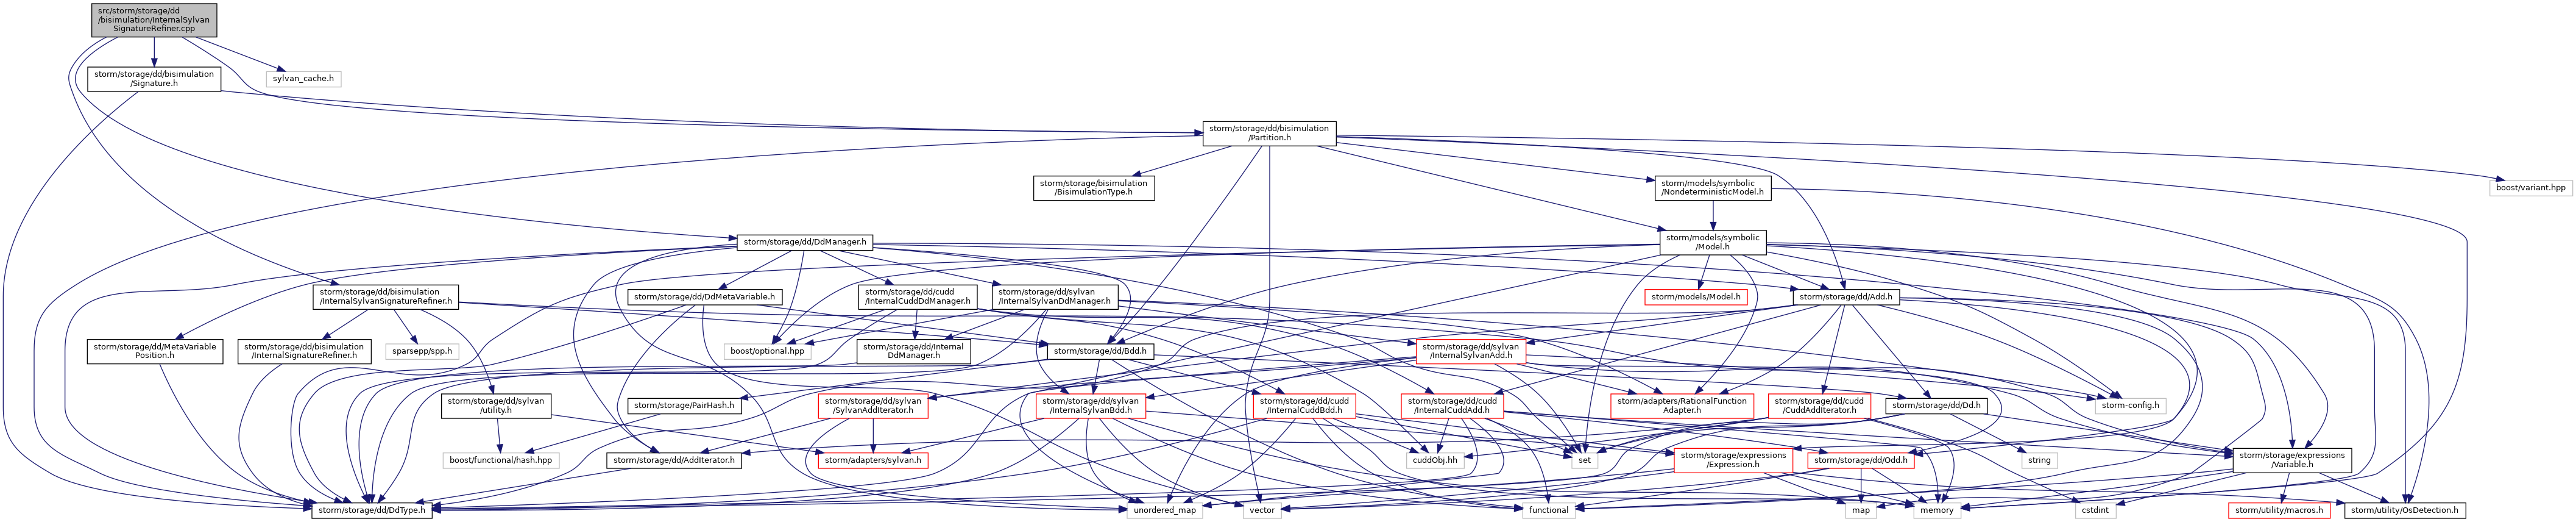 src/storm/storage/dd
/bisimulation/InternalSylvan
SignatureRefiner.cpp
storm/storage/dd/bisimulation
/Signature.h
sylvan_cache.h
storm/storage/dd/bisimulation
/Partition.h
storm/storage/bisimulation
/BisimulationType.h
storm/models/symbolic
/NondeterministicModel.h
boost/variant.hpp
storm/storage/dd/DdManager.h
storm/models/symbolic
/Model.h
storm/storage/dd/bisimulation
/InternalSylvanSignatureRefiner.h
storm/storage/dd/DdMetaVariable.h
storm/storage/dd/cudd
/InternalCuddDdManager.h
storm/storage/dd/sylvan
/InternalSylvanDdManager.h
storm/models/Model.h
storm/storage/dd/Add.h
storm/storage/dd/MetaVariable
Position.h
storm/storage/dd/bisimulation
/InternalSignatureRefiner.h
sparsepp/spp.h
boost/optional.hpp
storm/storage/dd/Internal
DdManager.h
storm/storage/dd/Bdd.h
storm/storage/dd/sylvan
/InternalSylvanAdd.h
storm/storage/dd/sylvan
/utility.h
storm/storage/PairHash.h
storm/storage/dd/sylvan
/SylvanAddIterator.h
storm/storage/dd/sylvan
/InternalSylvanBdd.h
storm/storage/dd/cudd
/InternalCuddBdd.h
storm/storage/dd/cudd
/InternalCuddAdd.h
storm/adapters/RationalFunction
Adapter.h
storm/storage/dd/cudd
/CuddAddIterator.h
storm/storage/dd/Dd.h
storm-config.h
boost/functional/hash.hpp
storm/storage/dd/AddIterator.h
storm/adapters/sylvan.h
cuddObj.hh
set
storm/storage/expressions
/Expression.h
storm/storage/dd/Odd.h
string
storm/storage/expressions
/Variable.h
storm/storage/dd/DdType.h
unordered_map
vector
functional
map
memory
cstdint
storm/utility/macros.h
storm/utility/OsDetection.h